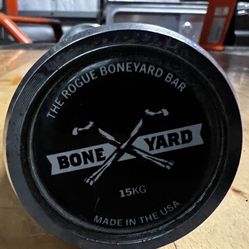 THE ROGUE BONEYARD BAR
BONE YARD
15KG
MADE IN THE USA